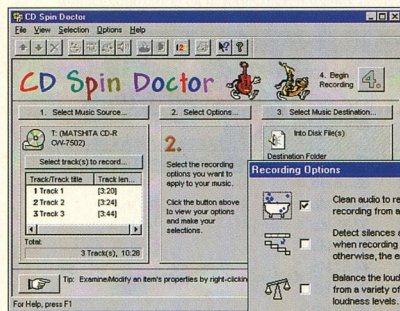 CD Spin Doctor
File View Selection Options Help
CD Spin Doctor
4. Begin
Recording
4.
1. Select Music Source...
2. Select Options...
3. Select Music Destination...
T: (MATSHITA CD-R
CW-7502)
Select track(s) to record...
Track/Track title Track len...
1 Track 1 [3:20]
2 Track 2 [3:24]
3 Track 3 [3:44]
Total:
3 Track(s), 10:28
2.
Select the recording
options you want to
apply to your music.
Click the button above
to view your options
and make your
selections.
Into Disk File(s)
Destination Folder
Recording Options
Clean audio to re
recording from a
Detect silences a
when recording
otherwise, the e
Balance the loud
from a variety of
loudness levels.
Tip: Examine/Modify an item's properties by right-clickin
For Help, press F1